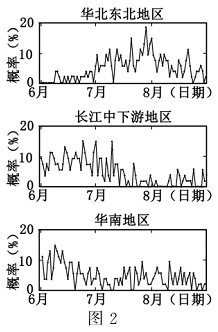 华北东北地区
概率(%)
20
10
0
6月 7月 8月 (日期)
长江中下游地区
概率(%)
20
10
0
6月 7月 8月 (日期)
华南地区
概率(%)
20
10
0
6月 7月 8月 (日期)
图2